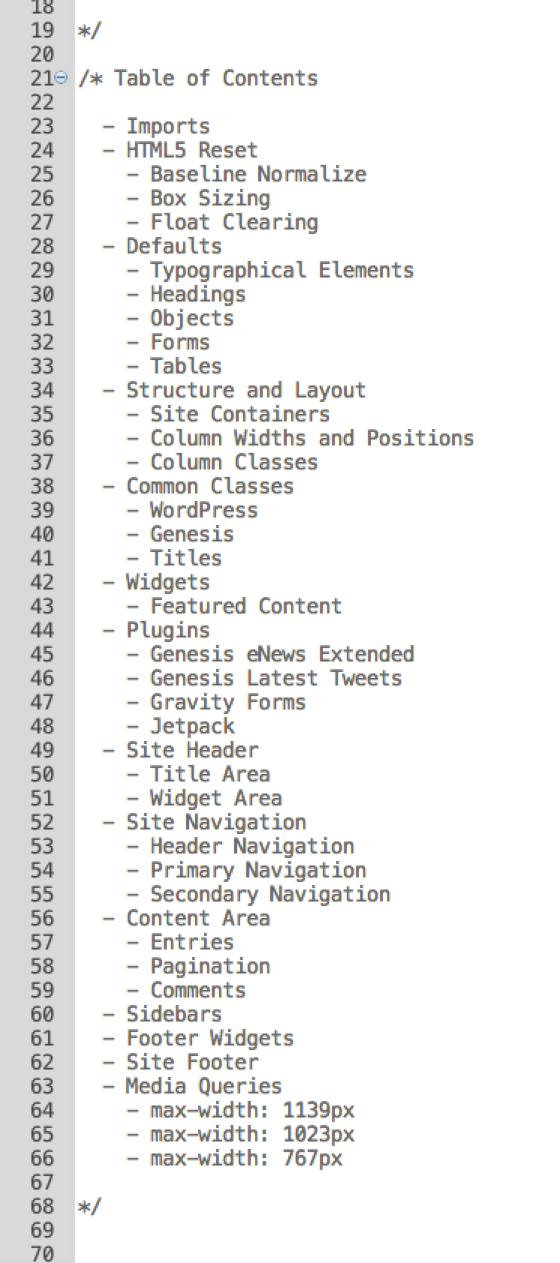 18
19 */
20
21 /* Table of Contents
22
23 - Imports
24 - HTML5 Reset
25 - Baseline Normalize
26 - Box Sizing
27 - Float Clearing
28 - Defaults
29 - Typographical Elements
30 - Headings
31 - Objects
32 - Forms
33 - Tables
34 - Structure and Layout
35 - Site Containers
36 - Column Widths and Positions
37 - Column Classes
38 - Common Classes
39 - WordPress
40 - Genesis
41 - Titles
42 - Widgets
43 - Featured Content
44 - Plugins
45 - Genesis eNews Extended
46 - Genesis Latest Tweets
47 - Gravity Forms
48 - Jetpack
49 - Site Header
50 - Title Area
51 - Widget Area
52 - Site Navigation
53 - Header Navigation
54 - Primary Navigation
55 - Secondary Navigation
56 - Content Area
57 - Entries
58 - Pagination
59 - Comments
60 - Sidebars
61 - Footer Widgets
62 - Site Footer
63 - Media Queries
64 - max-width: 1139px
65 - max-width: 1023px
66 - max-width: 767px
67
68 */
69
70